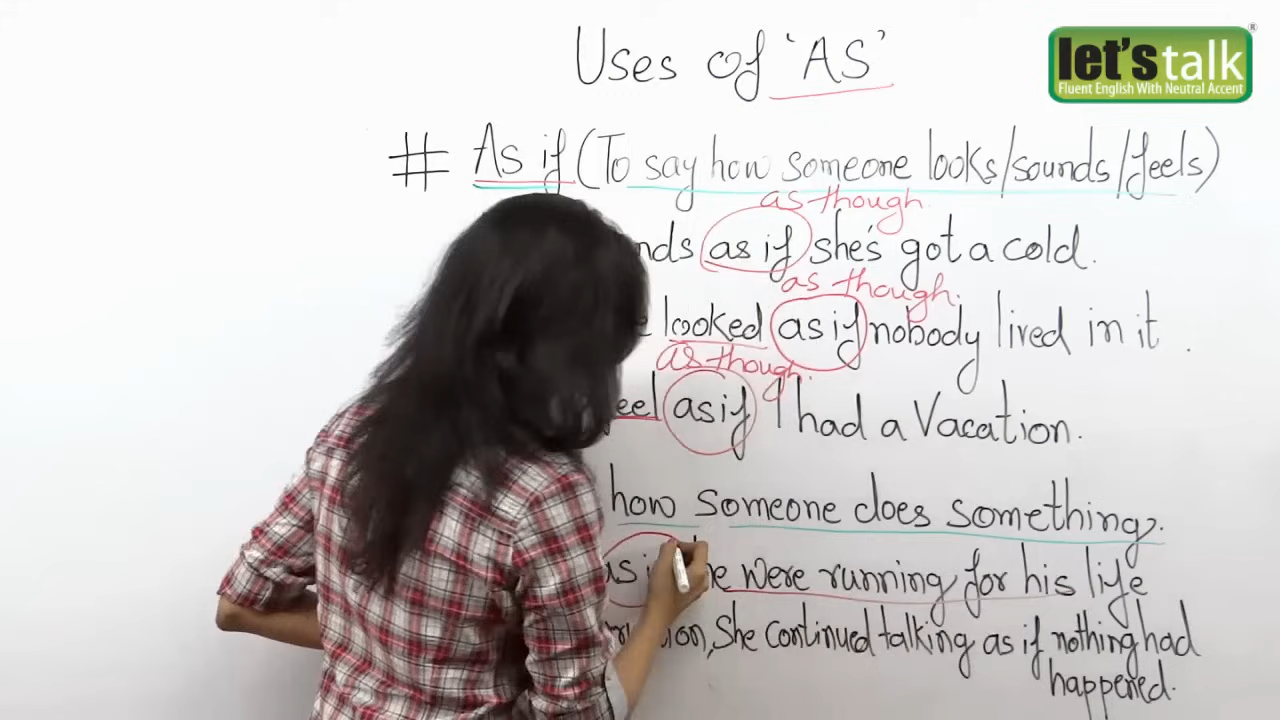 Uses of 'AS'
let's talk ®
Fluent English With Neutral Accent
# As if (To say how someone looks/sounds/feels)
as though.
as if she's got a cold.
as though.
looked as if nobody lived in it.
as though.
as if I had a Vacation.
how someone does something.
he were running for his life
She continued talking as if nothing had
happened.